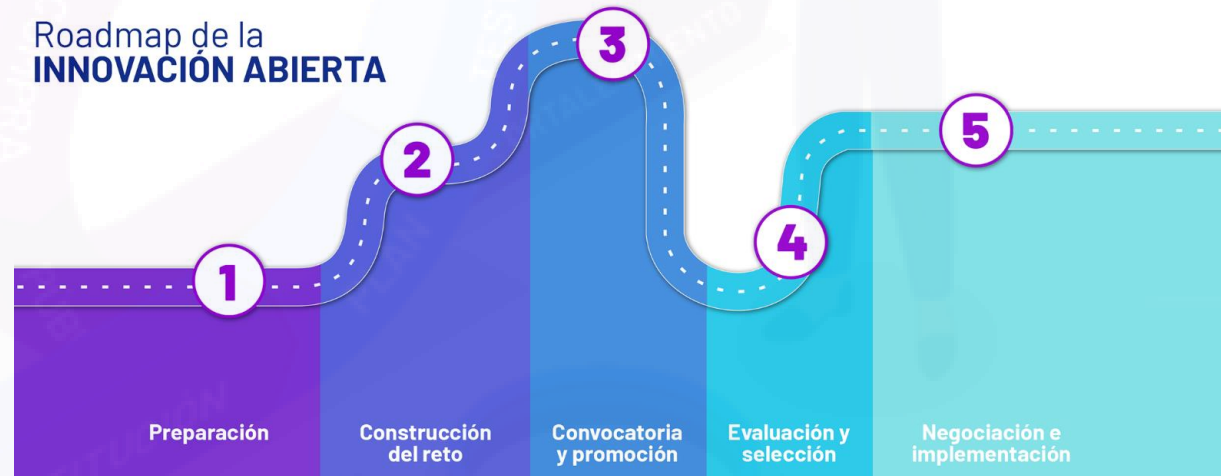 Roadmap de la
INNOVACIÓN ABIERTA
1
2
3
4
5
Preparación
Construcción
del reto
Convocatoria
y promoción
Evaluación y
selección
Negociación e
implementación